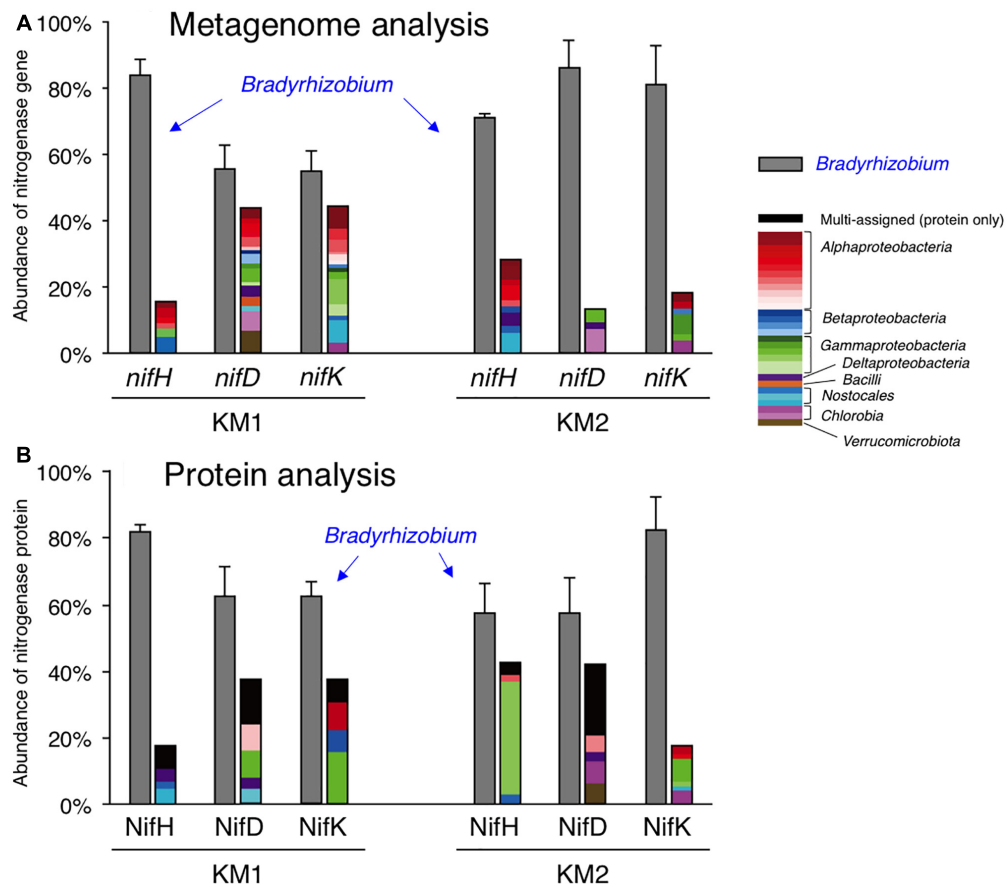 A
Metagenome analysis
Abundance of nitrogenase gene
100%
80%
60%
40%
20%
0%
Bradyrhizobium
nifH
nifD
nifK
nifH
nifD
nifK
KM1
KM2
Bradyrhizobium
Multi-assigned (protein only)
Alphaproteobacteria
Betaproteobacteria
Gammaproteobacteria
Deltaproteobacteria
Bacilli
Nostocales
Chlorobia
Verrucomicrobiota
B
Protein analysis
Abundance of nitrogenase protein
100%
80%
60%
40%
20%
0%
Bradyrhizobium
NifH
NifD
NifK
NifH
NifD
NifK
KM1
KM2